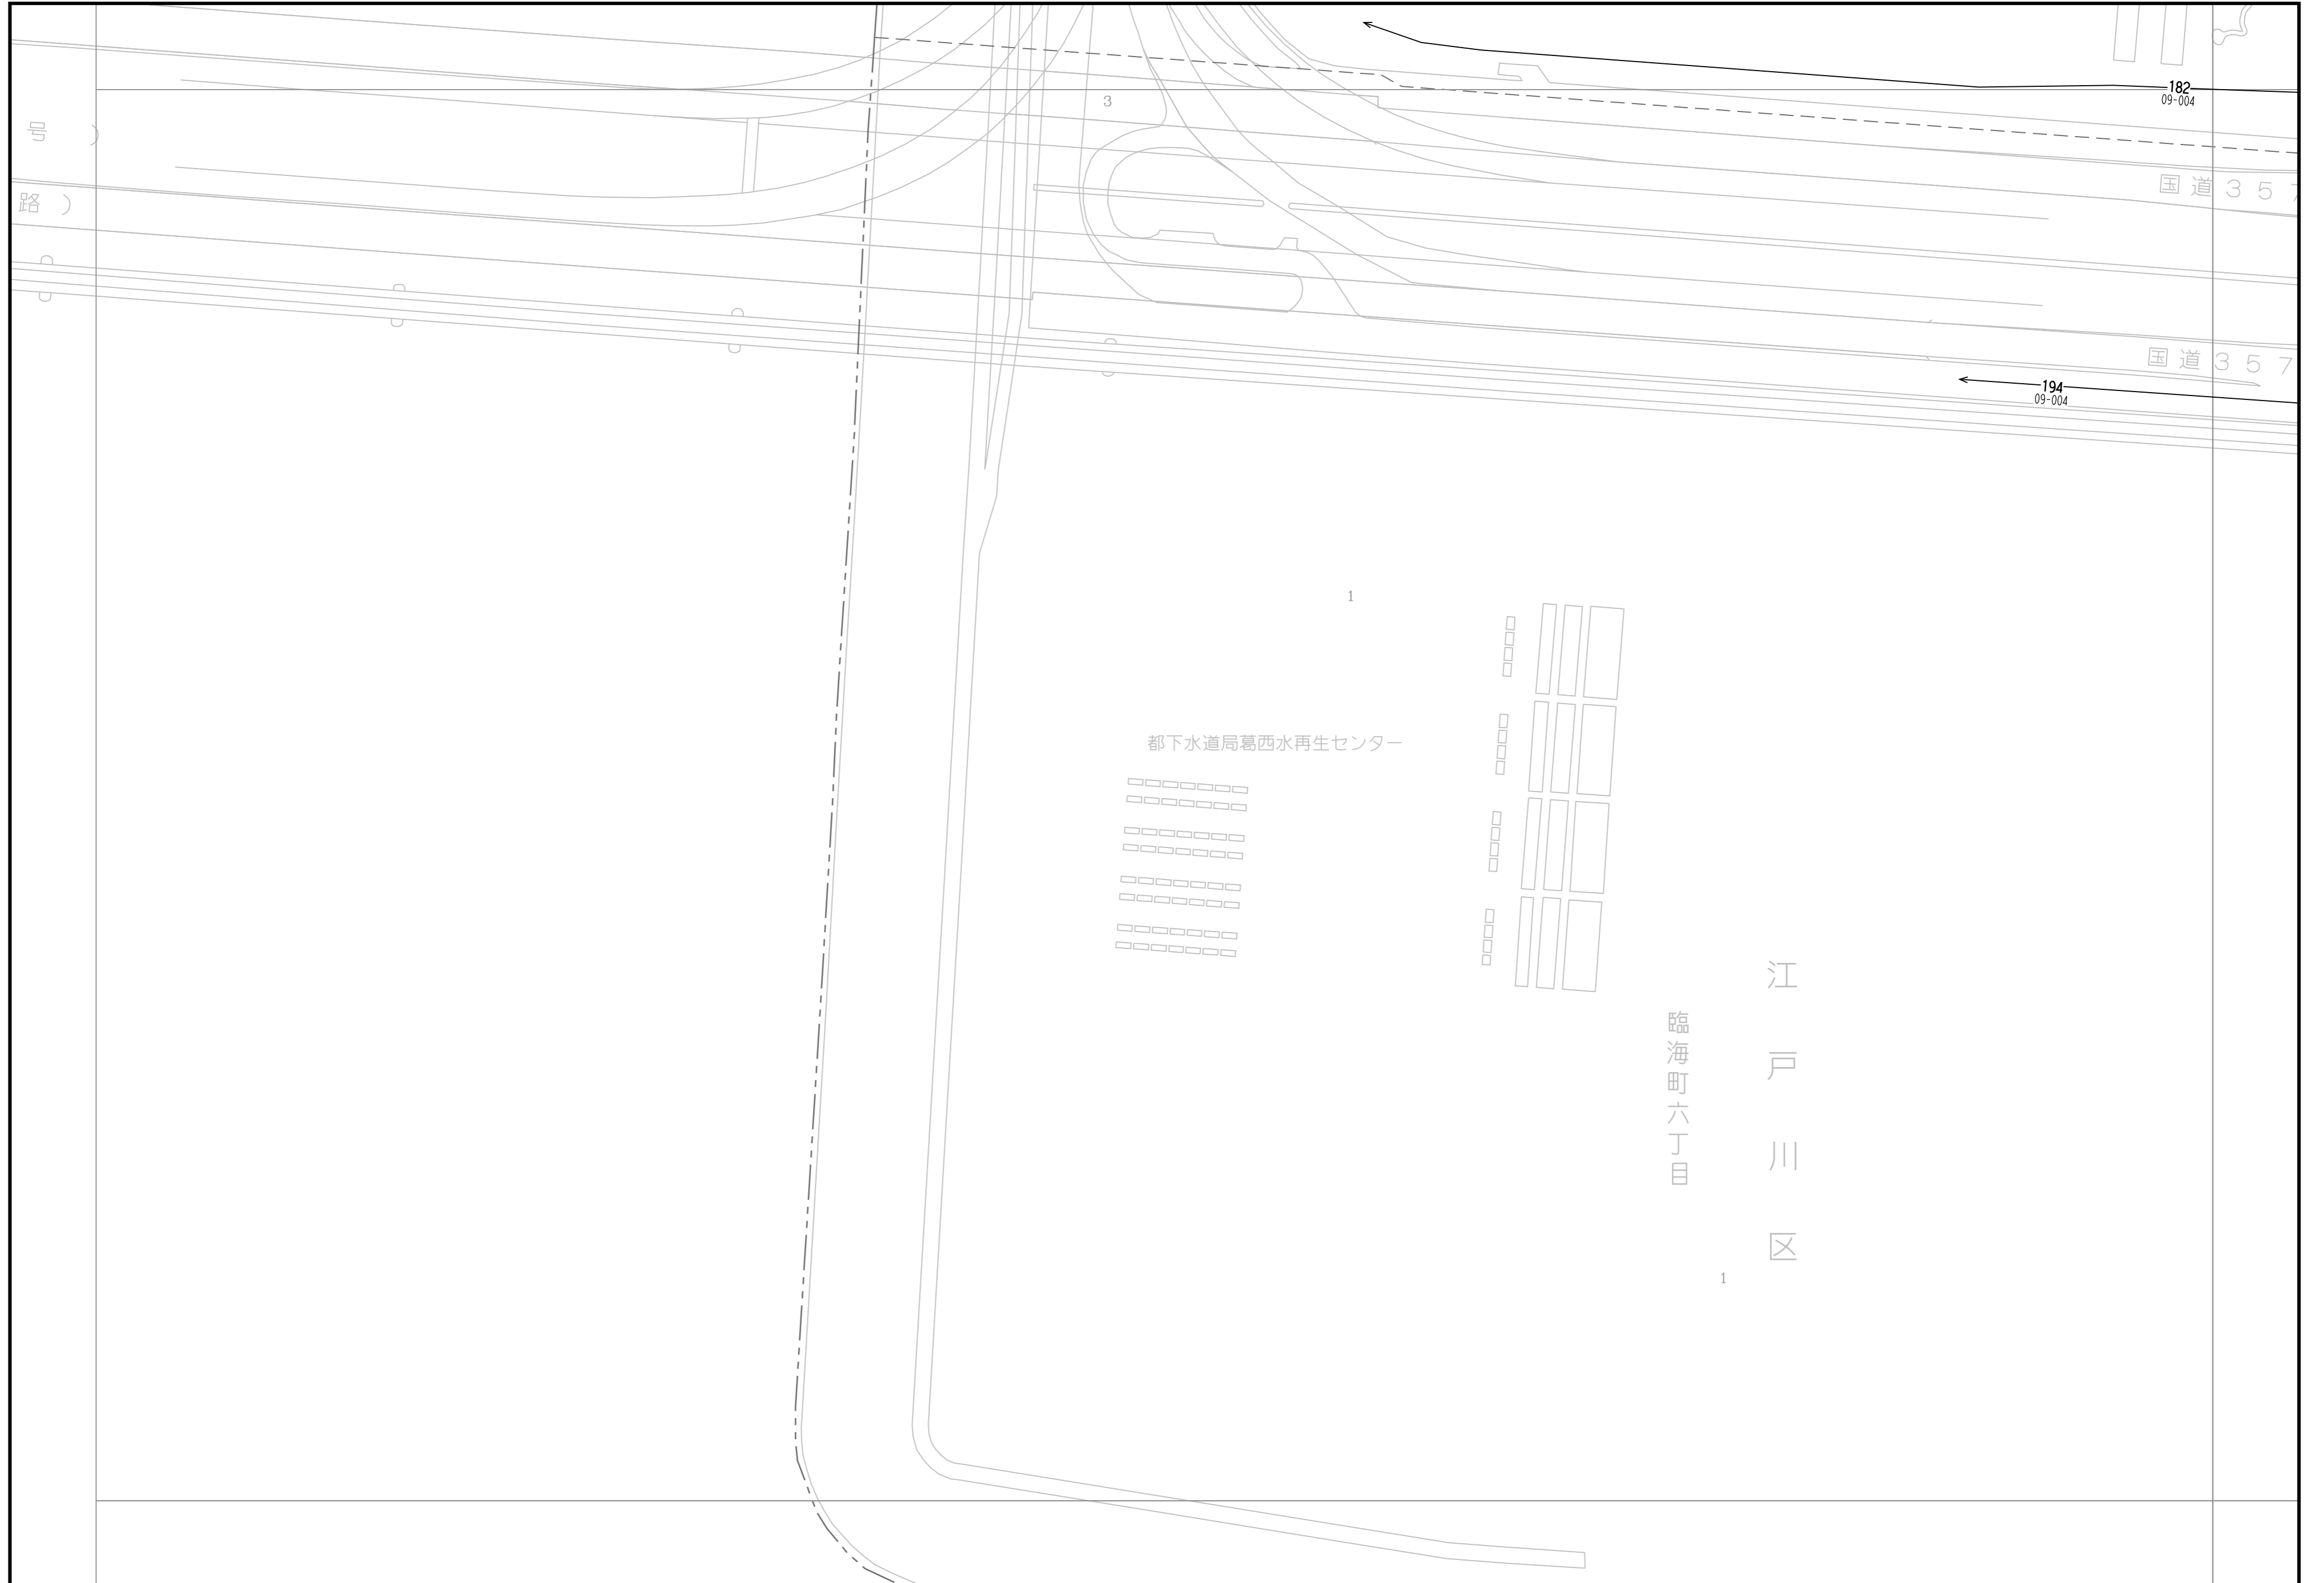 182
09-004
3
号）
国道３５７
路）
国道３５７
194
09-004
1
都下水道局葛西水再生センター
江戸川区
臨海町六丁目
1